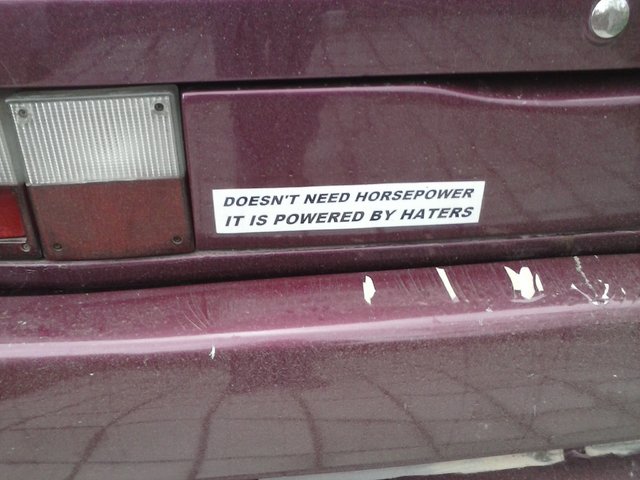 DOESN'T NEED HORSEPOWER
IT IS POWERED BY HATERS